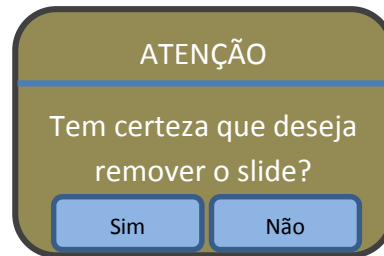 ATENÇÃO
Tem certeza que deseja
remover o slide?
Sim Não